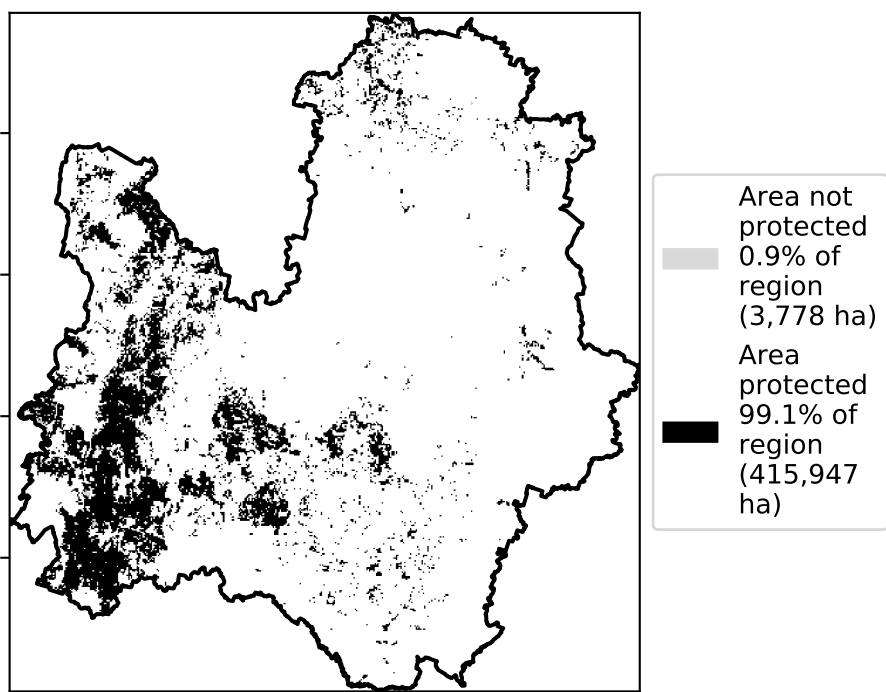 Area not
protected
0.9% of
region
(3,778 ha)
Area
protected
99.1% of
region
(415,947
ha)